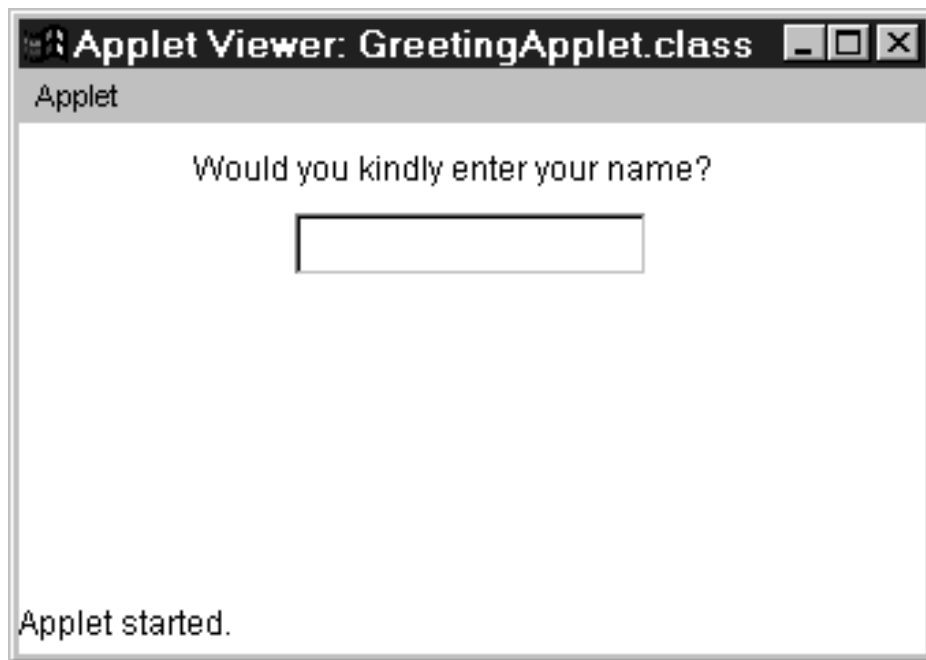 Applet Viewer: GreetingApplet.class
Applet
Would you kindly enter your name?
Applet started.